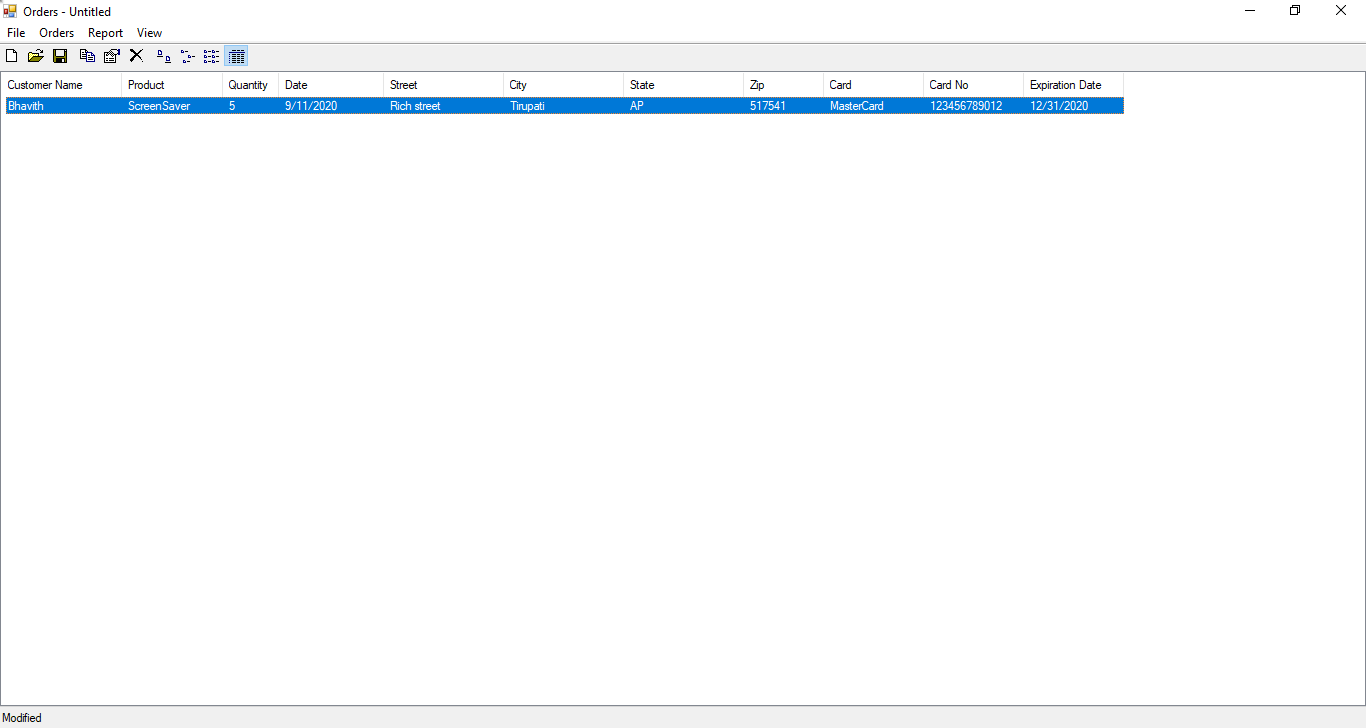 Orders - Untitled
File Orders Report View
Customer Name Product Quantity Date Street City State Zip Card Card No Expiration Date
Bhavith ScreenSaver 5 9/11/2020 Rich street Tirupati AP 517541 MasterCard 123456789012 12/31/2020
Modified